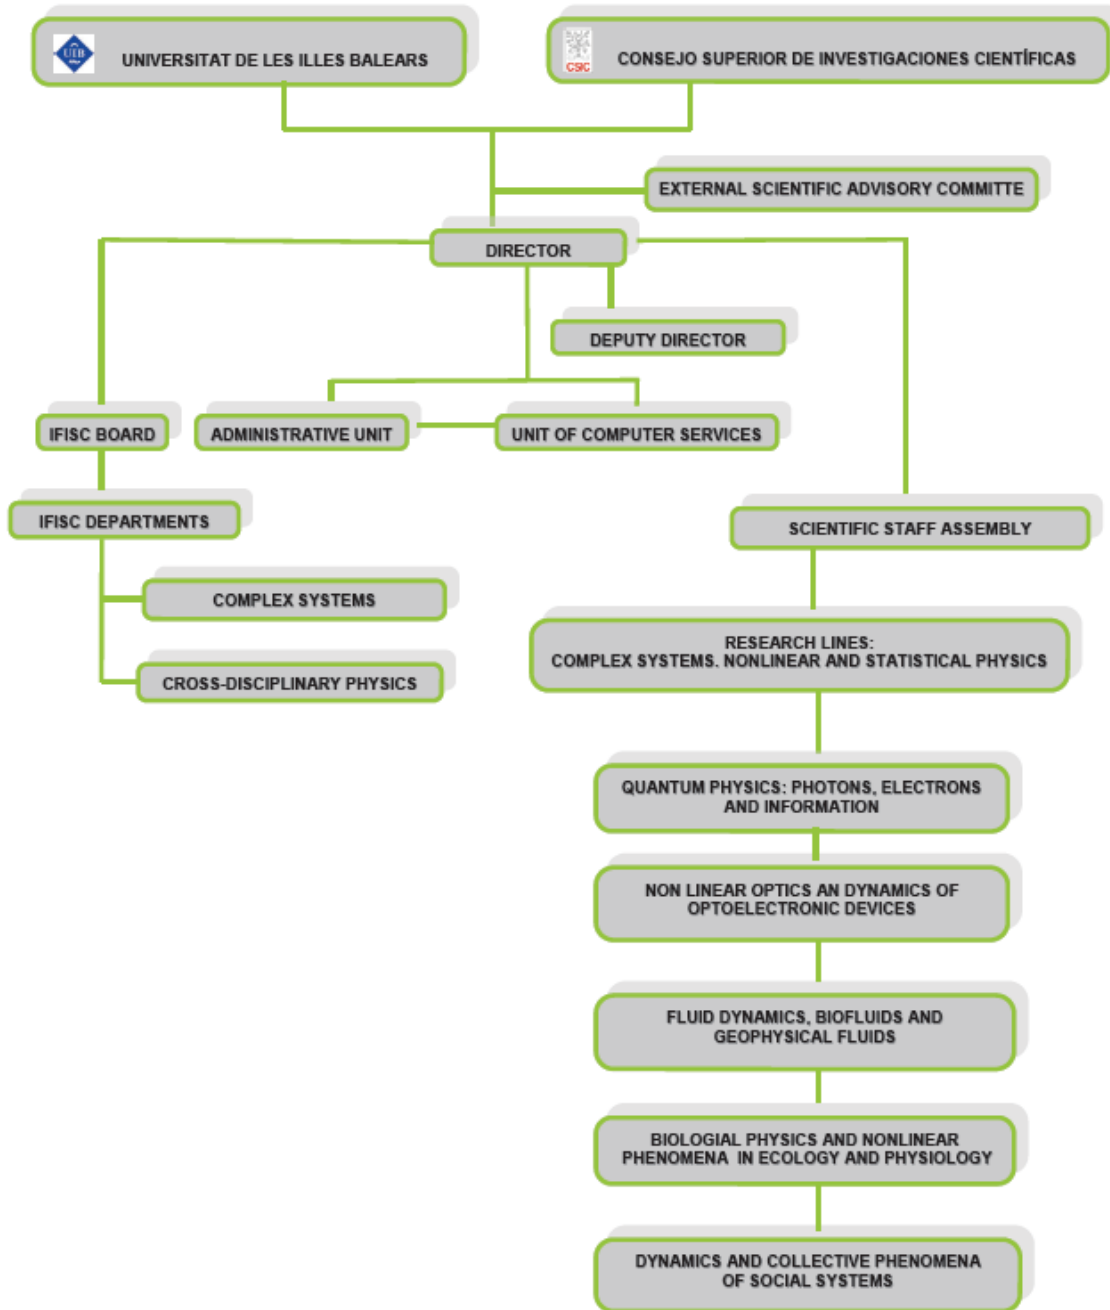 UIB
UNIVERSITAT DE LES ILLES BALEARS
CSIC
CONSEJO SUPERIOR DE INVESTIGACIONES CIENTÍFICAS
EXTERNAL SCIENTIFIC ADVISORY COMMITTE
DIRECTOR
DEPUTY DIRECTOR
IFISC BOARD
ADMINISTRATIVE UNIT
UNIT OF COMPUTER SERVICES
IFISC DEPARTMENTS
SCIENTIFIC STAFF ASSEMBLY
COMPLEX SYSTEMS
CROSS-DISCIPLINARY PHYSICS
RESEARCH LINES:
COMPLEX SYSTEMS. NONLINEAR AND STATISTICAL PHYSICS
QUANTUM PHYSICS: PHOTONS, ELECTRONS
AND INFORMATION
NON LINEAR OPTICS AN DYNAMICS OF
OPTOELECTRONIC DEVICES
FLUID DYNAMICS, BIOFLUIDS AND
GEOPHYSICAL FLUIDS
BIOLOGIAL PHYSICS AND NONLINEAR
PHENOMENA IN ECOLOGY AND PHYSIOLOGY
DYNAMICS AND COLLECTIVE PHENOMENA
OF SOCIAL SYSTEMS